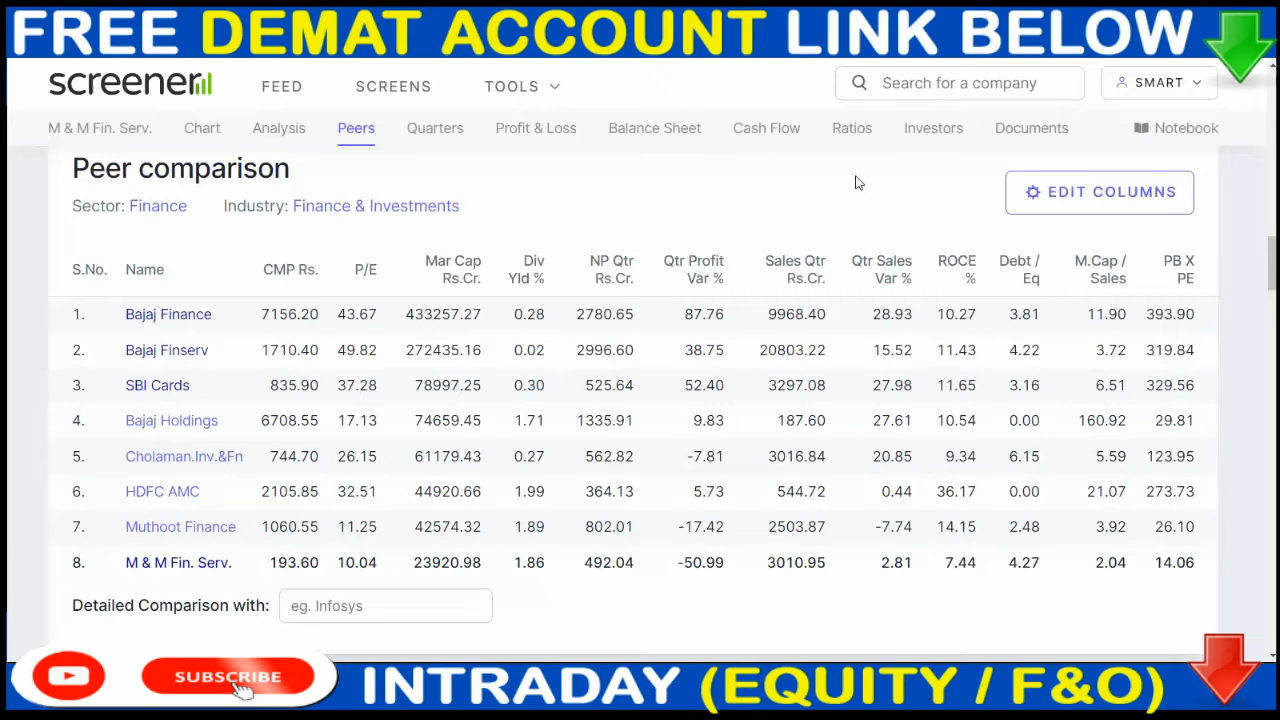 FREE DEMAT ACCOUNT LINK BELOW
screener FEED SCREENS TOOLS Search for a company SMART
M & M Fin. Serv. Chart Analysis Peers Quarters Profit & Loss Balance Sheet Cash Flow Ratios Investors Documents Notebook
Peer comparison
EDIT COLUMNS
Sector: Finance Industry: Finance & Investments
S.No. Name CMP Rs. P/E Mar Cap Rs.Cr. Div Yld % NP Qtr Rs.Cr. Qtr Profit Var % Sales Qtr Rs.Cr. Qtr Sales Var % ROCE % Debt / Eq M.Cap / Sales PB X PE
1. Bajaj Finance 7156.20 43.67 433257.27 0.28 2780.65 87.76 9968.40 28.93 10.27 3.81 11.90 393.90
2. Bajaj Finserv 1710.40 49.82 272435.16 0.02 2996.60 38.75 20803.22 15.52 11.43 4.22 3.72 319.84
3. SBI Cards 835.90 37.28 78997.25 0.30 525.64 52.40 3297.08 27.98 11.65 3.16 6.51 329.56
4. Bajaj Holdings 6708.55 17.13 74659.45 1.71 1335.91 9.83 187.60 27.61 10.54 0.00 160.92 29.81
5. Cholaman.Inv.&Fn 744.70 26.15 61179.43 0.27 562.82 -7.81 3016.84 20.85 9.34 6.15 5.59 123.95
6. HDFC AMC 2105.85 32.51 44920.66 1.99 364.13 5.73 544.72 0.44 36.17 0.00 21.07 273.73
7. Muthoot Finance 1060.55 11.25 42574.32 1.89 802.01 -17.42 2503.87 -7.74 14.15 2.48 3.92 26.10
8. M & M Fin. Serv. 193.60 10.04 23920.98 1.86 492.04 -50.99 3010.95 2.81 7.44 4.27 2.04 14.06
Detailed Comparison with: eg. Infosys
SUBSCRIBE
INTRADAY (EQUITY / F&O)